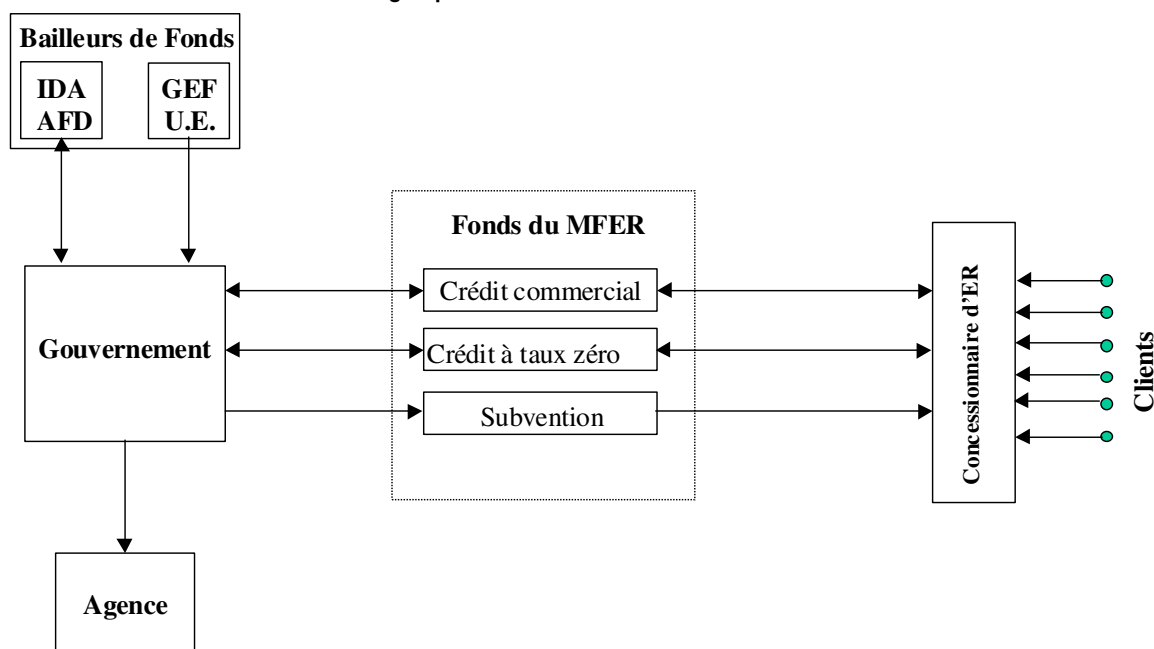 Bailleurs de Fonds
IDA
AFD
GEF
U.E.
Fonds du MFER
Crédit commercial
Gouvernement
Crédit à taux zéro
Subvention
Concessionnaire d'ER
Clients
Agence